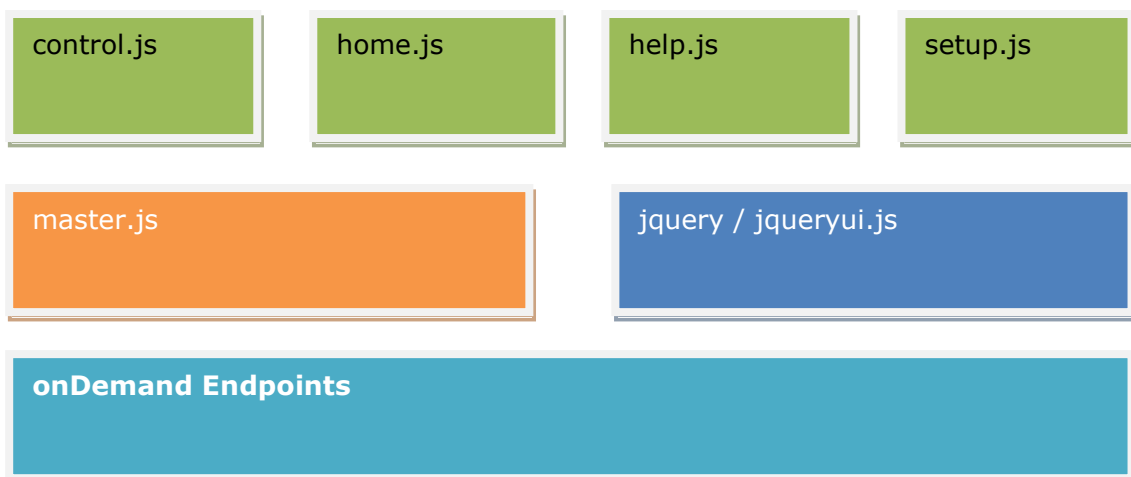 control.js
home.js
help.js
setup.js
master.js
jquery / jqueryui.js
onDemand Endpoints